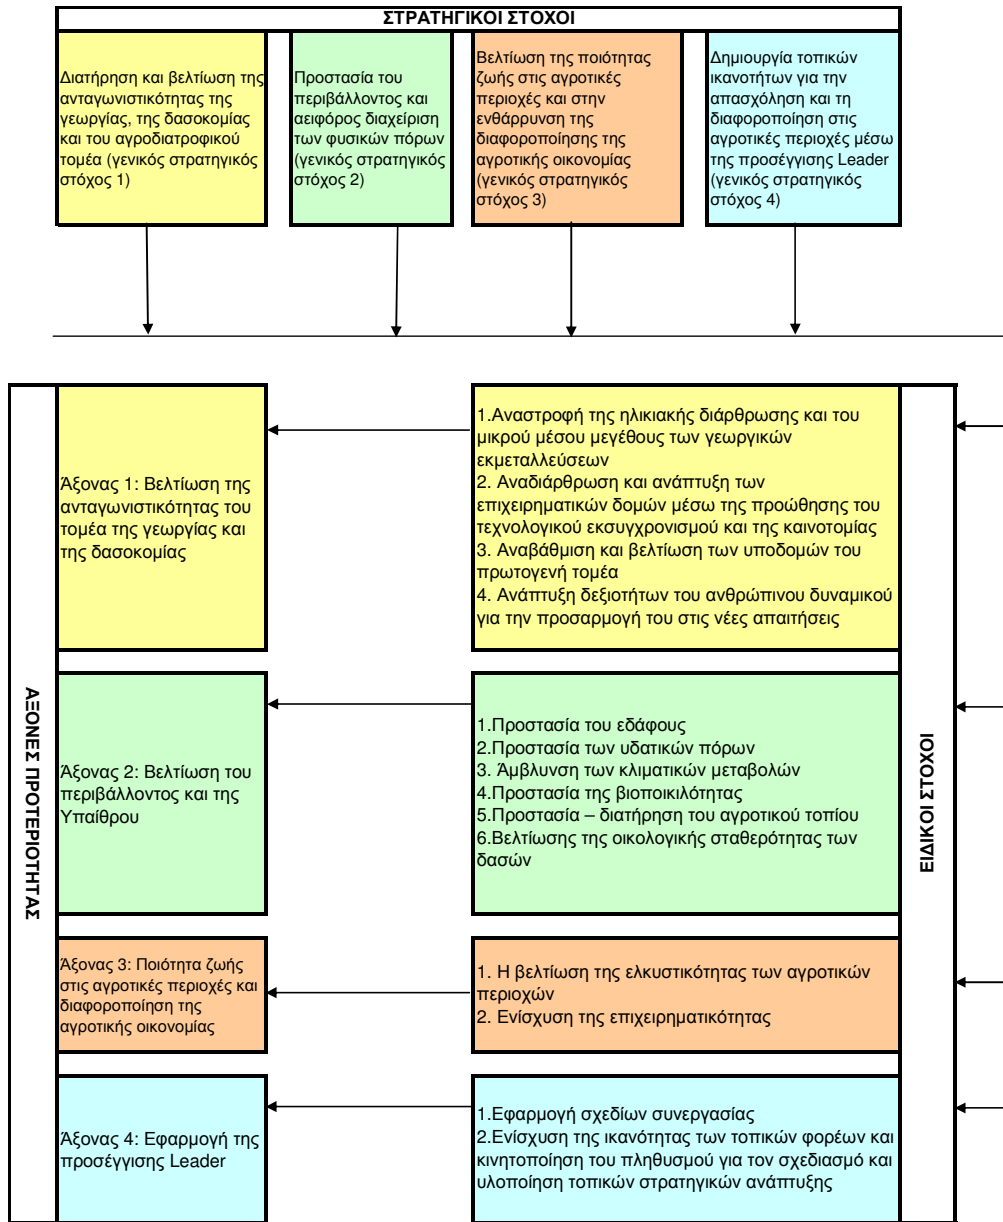 ΣΤΡΑΤΗΓΙΚΟΙ ΣΤΟΧΟΙ
Διατήρηση και βελτίωση της
ανταγωνιστικότητας της
γεωργίας, της δασοκομίας
και του αγροδιατροφικού
τομέα (γενικός στρατηγικός
στόχος 1)
Προστασία του
περιβάλλοντος και
αειφόρος διαχείριση
των φυσικών πόρων
(γενικός στρατηγικός
στόχος 2)
Βελτίωση της ποιότητας
ζωής στις αγροτικές
περιοχές και στην
ενθάρρυνση της
διαφοροποίησης της
αγροτικής οικονομίας
(γενικός στρατηγικός
στόχος 3)
Δημιουργία τοπικών
ικανοτήτων για την
απασχόληση και τη
διαφοροποίηση στις
αγροτικές περιοχές μέσω
της προσέγγισης Leader
(γενικός στρατηγικός
στόχος 4)
ΑΞΟΝΕΣ ΠΡΟΤΕΡΙΟΤΗΤΑΣ
Άξονας 1: Βελτίωση της
ανταγωνιστικότητας του
τομέα της γεωργίας και
της δασοκομίας
1.Αναστροφή της ηλικιακής διάρθρωσης και του
μικρού μέσου μεγέθους των γεωργικών
εκμεταλλεύσεων
2. Αναδιάρθρωση και ανάπτυξη των
επιχειρηματικών δομών μέσω της προώθησης του
τεχνολογικού εκσυγχρονισμού και της καινοτομίας
3. Αναβάθμιση και βελτίωση των υποδομών του
πρωτογενή τομέα
4. Ανάπτυξη δεξιοτήτων του ανθρώπινου δυναμικού
για την προσαρμογή του στις νέες απαιτήσεις
Άξονας 2: Βελτίωση του
περιβάλλοντος και της
Υπαίθρου
1.Προστασία του εδάφους
2.Προστασία των υδατικών πόρων
3. Άμβλυνση των κλιματικών μεταβολών
4.Προστασία της βιοποικιλότητας
5.Προστασία – διατήρηση του αγροτικού τοπίου
6.Βελτίωσης της οικολογικής σταθερότητας των
δασών
Άξονας 3: Ποιότητα ζωής
στις αγροτικές περιοχές και
διαφοροποίηση της
αγροτικής οικονομίας
1. Η βελτίωση της ελκυστικότητας των αγροτικών
περιοχών
2. Ενίσχυση της επιχειρηματικότητας
Άξονας 4: Εφαρμογή της
προσέγγισης Leader
1.Εφαρμογή σχεδίων συνεργασίας
2.Ενίσχυση της ικανότητας των τοπικών φορέων και
κινητοποίηση του πληθυσμού για τον σχεδιασμό και
υλοποίηση τοπικών στρατηγικών ανάπτυξης
ΕΙΔΙΚΟΙ ΣΤΟΧΟΙ